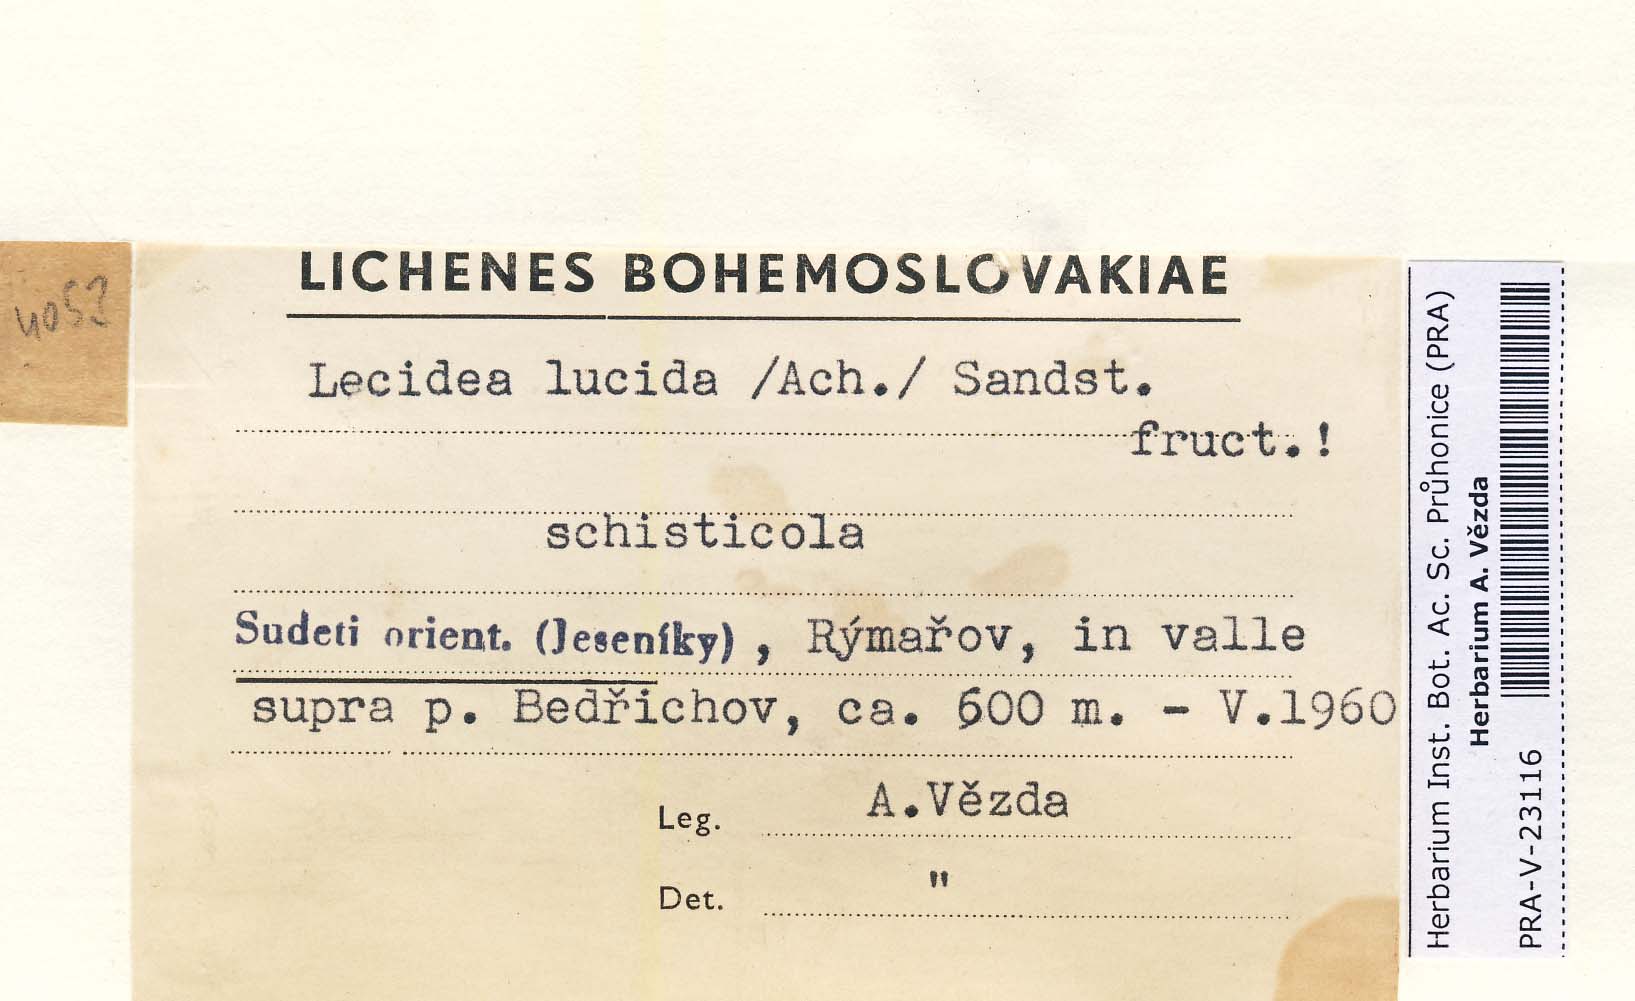 LICHENES BOHEMOSLOVAKIAE
Lecidea lucida /Ach./ Sandst.
fruct.!
schisticola
Sudeti orient. (Jeseníky), Rýmařov, in valle
supra p. Bedřichov, ca. 600 m. - V.1960
Leg. A.Vězda
Det. "
Herbarium Inst. Bot. Ac. Sc. Průhonice (PRA)
Herbarium A. Vězda
PRA-V-23116